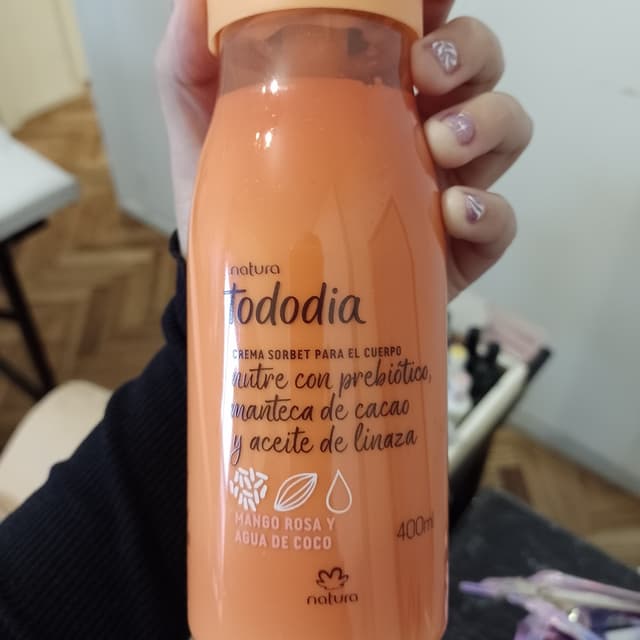 natura
tododia
CREMA SORBET PARA EL CUERPO
nutre con prebiótico,
manteca de cacao
y aceite de linaza
MANGO ROSA Y
AGUA DE COCO
400ml
natura